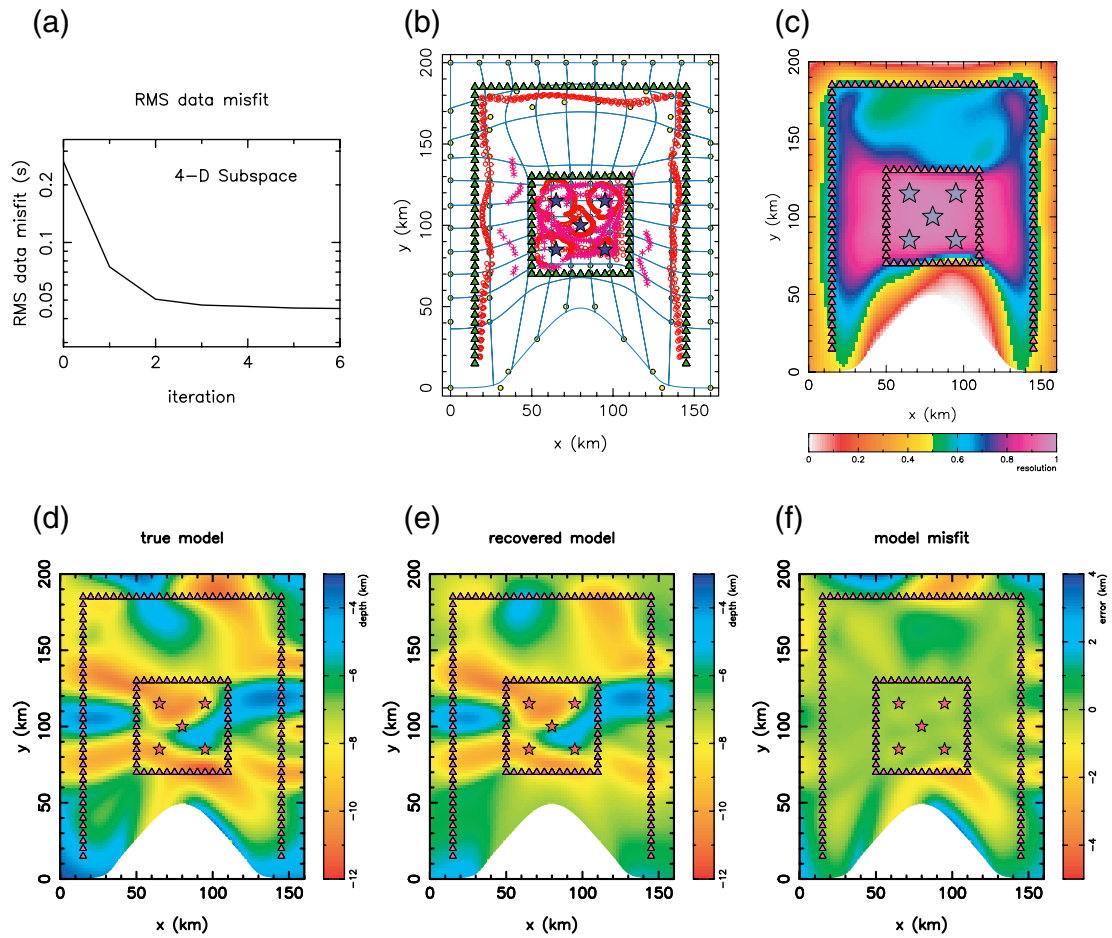 (a)
RMS data misfit
4-D Subspace
RMS data misfit (s)
0.2
0.1
0.05
0 2 4 6
iteration
(b)
200
150
100
50
0
y (km)
0 50 100 150
x (km)
(c)
200
150
100
50
0
y (km)
0 50 100 150
x (km)
0 0.2 0.4 0.6 0.8 1
resolution
(d)
true model
200
150
100
50
0
y (km)
0 50 100 150
x (km)
depth (km)
−4
−6
−8
−10
−12
(e)
recovered model
200
150
100
50
0
y (km)
0 50 100 150
x (km)
depth (km)
−4
−6
−8
−10
−12
(f)
model misfit
200
150
100
50
0
y (km)
0 50 100 150
x (km)
error (km)
4
2
0
−2
−4